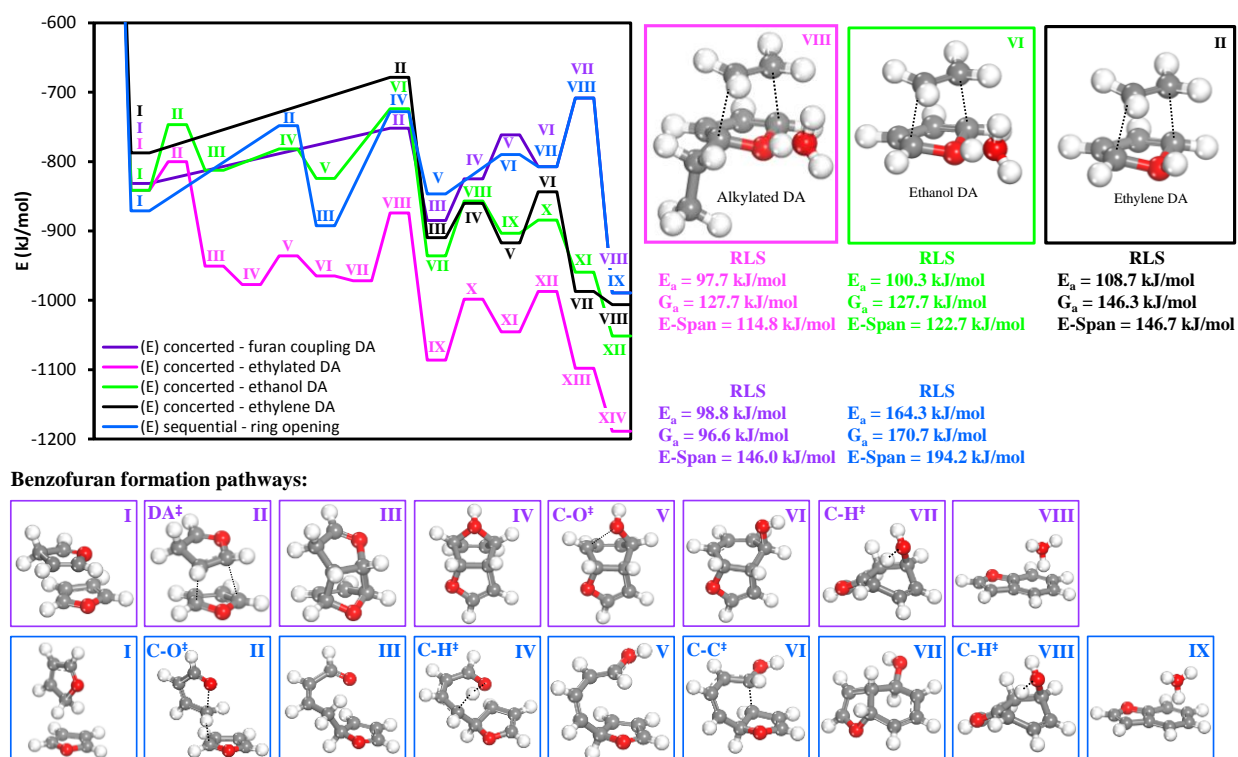 -600
-700
-800
-900
-1000
-1100
-1200
E (kJ/mol)
I
I
I
I
I
II
II
II
III
III
IV
V
VI
VII
II
IV
V
III
II
VI
IV
II
VIII
V
III
III
VII
IX
IV
VIII
IV
X
V
VI
IX
V
XI
VI
VII
VI
X
XII
VII
VIII
XI
VII
XIII
VIII
IX
VIII
XII
XIV
(E) concerted - furan coupling DA
(E) concerted - ethylated DA
(E) concerted - ethanol DA
(E) concerted - ethylene DA
(E) sequential - ring opening
VIII
Alkylated DA
VI
Ethanol DA
II
Ethylene DA
RLS
Ea = 97.7 kJ/mol
Ga = 127.7 kJ/mol
E-Span = 114.8 kJ/mol
RLS
Ea = 100.3 kJ/mol
Ga = 127.7 kJ/mol
E-Span = 122.7 kJ/mol
RLS
Ea = 108.7 kJ/mol
Ga = 146.3 kJ/mol
E-Span = 146.7 kJ/mol
RLS
Ea = 98.8 kJ/mol
Ga = 96.6 kJ/mol
E-Span = 146.0 kJ/mol
RLS
Ea = 164.3 kJ/mol
Ga = 170.7 kJ/mol
E-Span = 194.2 kJ/mol
Benzofuran formation pathways:
I
DA‡ II
III
IV
C-O‡ V
VI
C-H‡ VII
VIII
I
C-O‡ II
III
C-H‡ IV
V
C-C‡ VI
VII
C-H‡ VIII
IX